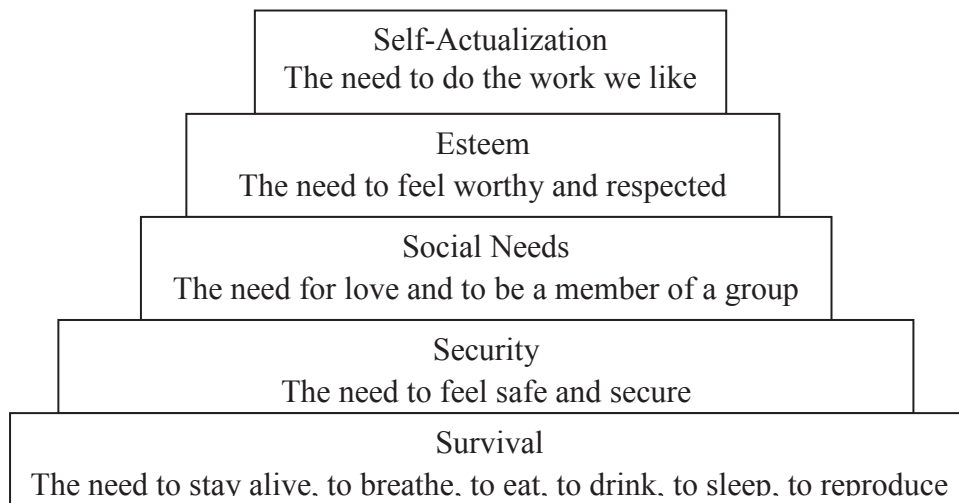 Self-Actualization
The need to do the work we like
Esteem
The need to feel worthy and respected
Social Needs
The need for love and to be a member of a group
Security
The need to feel safe and secure
Survival
The need to stay alive, to breathe, to eat, to drink, to sleep, to reproduce